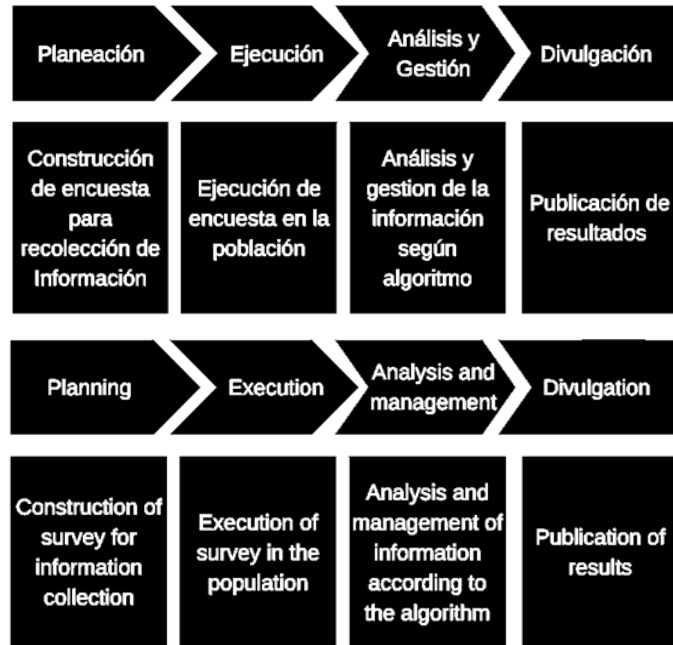 Planeación
Ejecución
Análisis y
Gestión
Divulgación
Construcción
de encuesta
para
recolección de
Información
Ejecución de
encuesta en la
población
Análisis y
gestion de la
información
según
algoritmo
Publicación de
resultados
Planning
Execution
Analysis and
management
Divulgation
Construction of
survey for
information
collection
Execution of
survey in the
population
Analysis and
management of
information
according to
the algorithm
Publication of
results